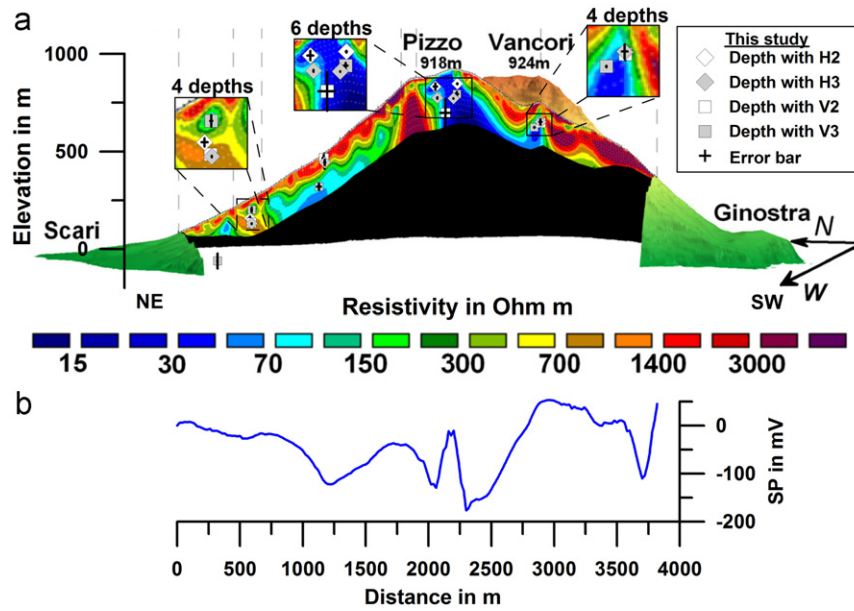 a
6 depths
Pizzo
918m
Vancori
924m
4 depths
This study
Depth with H2
Depth with H3
Depth with V2
Depth with V3
Error bar
4 depths
1000
500
0
Elevation in m
Scari
Ginostra
N
W
NE
SW
Resistivity in Ohm m
15 30 70 150 300 700 1400 3000
b
0
-100
-200
SP in mV
0 500 1000 1500 2000 2500 3000 3500 4000
Distance in m